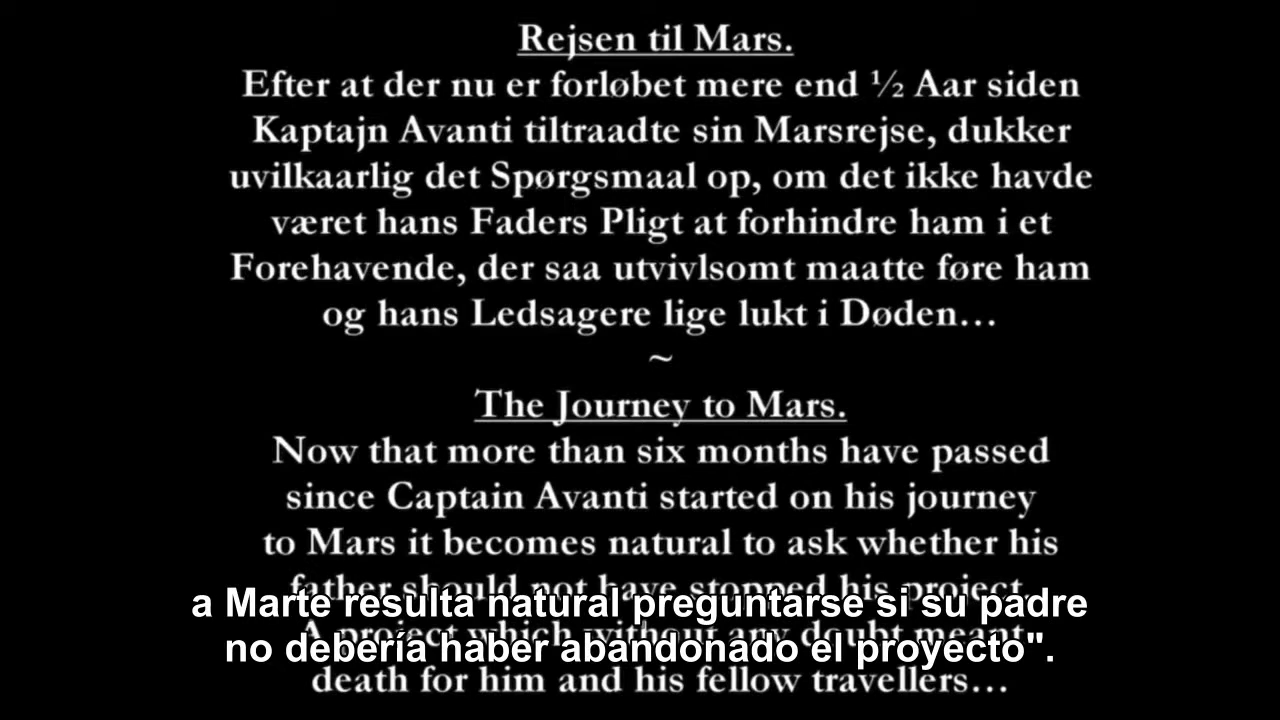 Rejsen til Mars.
Efter at der nu er forløbet mere end ½ Aar siden
Kaptajn Avanti tiltraadte sin Marsrejse, dukker
uvilkaarlig det Spørgsmaal op, om det ikke havde
været hans Faders Pligt at forhindre ham i et
Forehavende, der saa utvivlsomt maatte føre ham
og hans Ledsagere lige lukt i Døden...
~
The Journey to Mars.
Now that more than six months have passed
since Captain Avanti started on his journey
to Mars it becomes natural to ask whether his
father should not have stopped his project.
a Marte resulta natural preguntarse si su padre
A project which without any doubt meant
no debería haber abandonado el proyecto".
death for him and his fellow travellers...